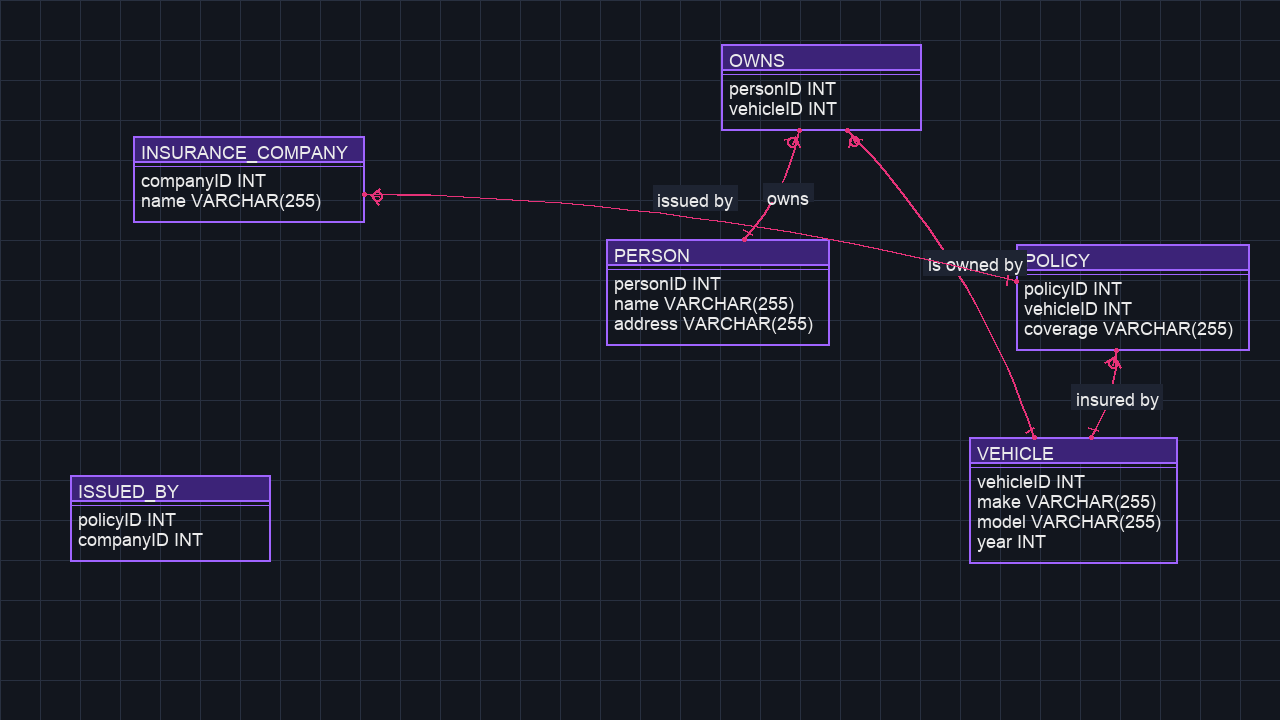 OWNS
personID INT
vehicleID INT
INSURANCE_COMPANY
companyID INT
name VARCHAR(255)
issued by
owns
PERSON
personID INT
name VARCHAR(255)
address VARCHAR(255)
is owned by
POLICY
policyID INT
vehicleID INT
coverage VARCHAR(255)
insured by
VEHICLE
vehicleID INT
make VARCHAR(255)
model VARCHAR(255)
year INT
ISSUED_BY
policyID INT
companyID INT